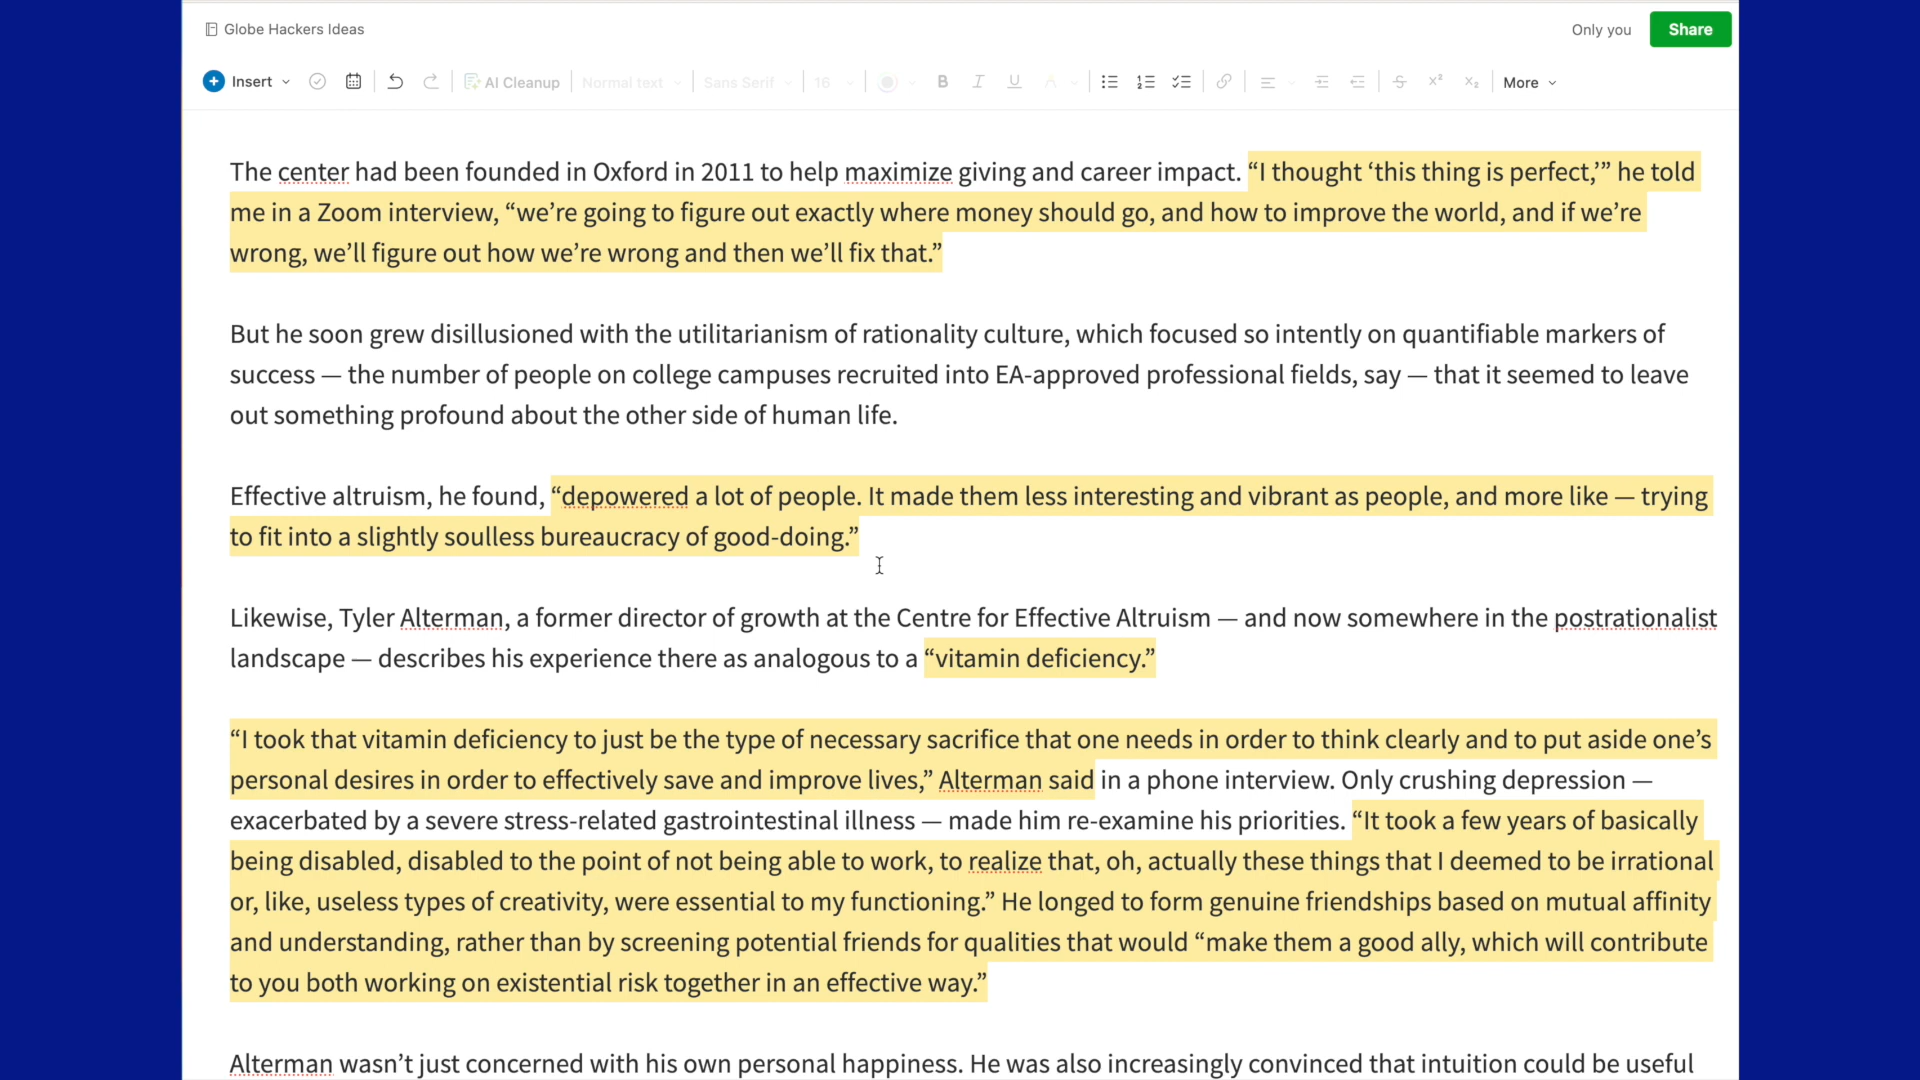 Globe Hackers Ideas
Only you
Share
Insert
AI Cleanup
Normal text
Sans Serif
16
B I U A
More
The center had been founded in Oxford in 2011 to help maximize giving and career impact. “I thought ‘this thing is perfect,’” he told
me in a Zoom interview, “we’re going to figure out exactly where money should go, and how to improve the world, and if we’re
wrong, we’ll figure out how we’re wrong and then we’ll fix that.”
But he soon grew disillusioned with the utilitarianism of rationality culture, which focused so intently on quantifiable markers of
success — the number of people on college campuses recruited into EA-approved professional fields, say — that it seemed to leave
out something profound about the other side of human life.
Effective altruism, he found, “depowered a lot of people. It made them less interesting and vibrant as people, and more like — trying
to fit into a slightly soulless bureaucracy of good-doing.”
Likewise, Tyler Alterman, a former director of growth at the Centre for Effective Altruism — and now somewhere in the postrationalist
landscape — describes his experience there as analogous to a “vitamin deficiency.”
“I took that vitamin deficiency to just be the type of necessary sacrifice that one needs in order to think clearly and to put aside one’s
personal desires in order to effectively save and improve lives,” Alterman said in a phone interview. Only crushing depression —
exacerbated by a severe stress-related gastrointestinal illness — made him re-examine his priorities. “It took a few years of basically
being disabled, disabled to the point of not being able to work, to realize that, oh, actually these things that I deemed to be irrational
or, like, useless types of creativity, were essential to my functioning.” He longed to form genuine friendships based on mutual affinity
and understanding, rather than by screening potential friends for qualities that would “make them a good ally, which will contribute
to you both working on existential risk together in an effective way.”
Alterman wasn’t just concerned with his own personal happiness. He was also increasingly convinced that intuition could be useful